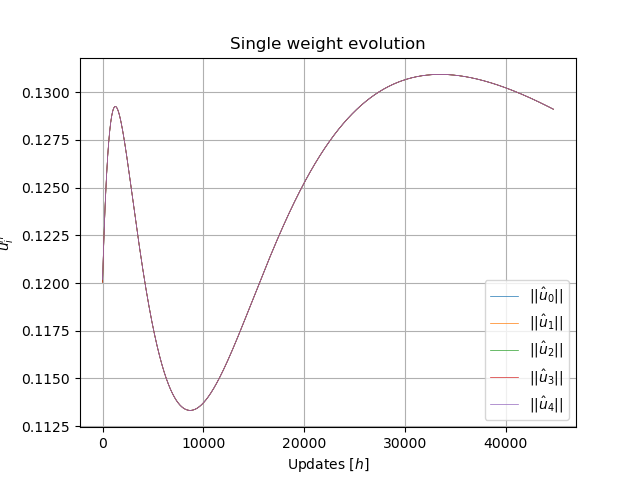 Single weight evolution
0.1300
0.1275
0.1250
0.1225
0.1200
0.1175
0.1150
0.1125
||û₀||
||û₁||
||û₂||
||û₃||
||û₄||
0 10000 20000 30000 40000
Updates [h]